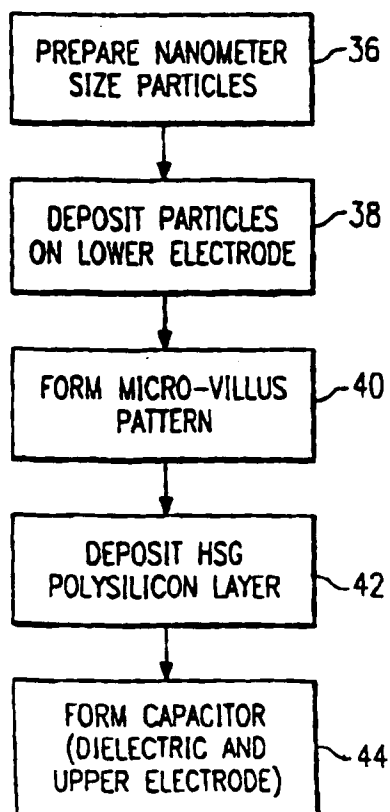 PREPARE NANOMETER
SIZE PARTICLES
36
DEPOSIT PARTICLES
ON LOWER ELECTRODE
38
FORM MICRO-VILLUS
PATTERN
40
DEPOSIT HSG
POLYSILICON LAYER
42
FORM CAPACITOR
(DIELECTRIC AND
UPPER ELECTRODE)
44